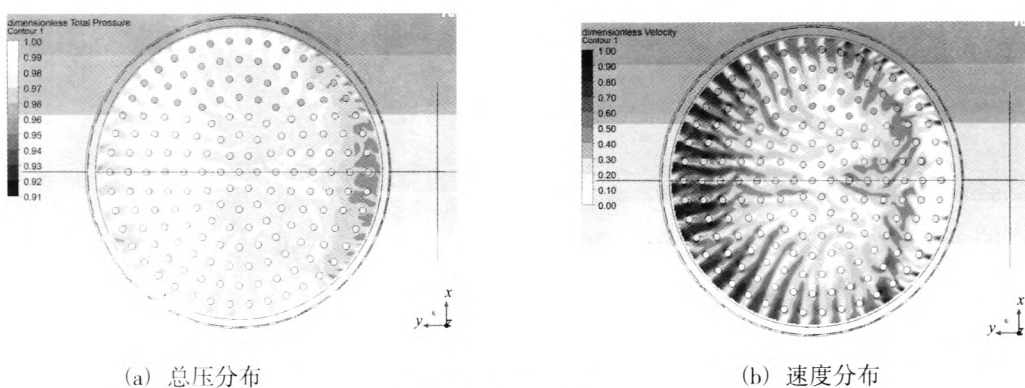 dimensionless Total Pressure
Contour 1
1.00
0.99
0.98
0.97
0.96
0.96
0.95
0.94
0.93
0.92
0.91
x
y
z
(a) 总压分布
dimensionless Velocity
Contour 1
1.00
0.90
0.80
0.70
0.60
0.50
0.40
0.30
0.20
0.10
0.00
x
y
z
(b) 速度分布